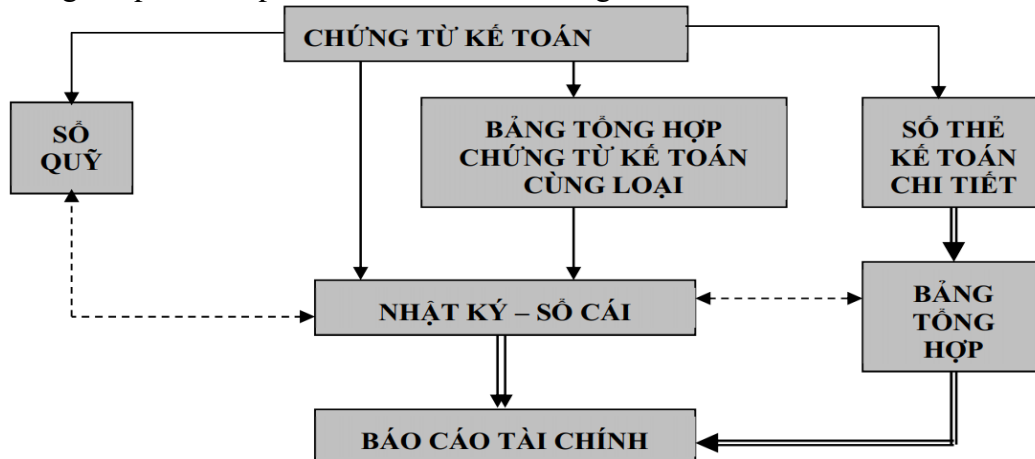 CHỨNG TỪ KẾ TOÁN
SỔ
QUỸ
BẢNG TỔNG HỢP
CHỨNG TỪ KẾ TOÁN
CÙNG LOẠI
SỐ THẺ
KẾ TOÁN
CHI TIẾT
NHẬT KÝ – SỔ CÁI
BẢNG
TỔNG
HỢP
BÁO CÁO TÀI CHÍNH